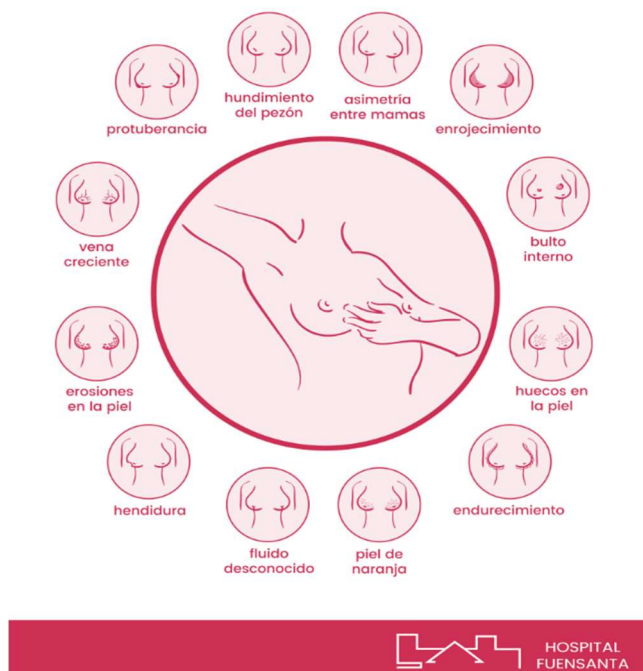 hundimiento
del pezón
asimetría
entre mamas
protuberancia
enrojecimiento
vena
creciente
bulto
interno
erosiones
en la piel
huecos en
la piel
hendidura
endurecimiento
fluido
desconocido
piel de
naranja
HOSPITAL
FUENSANTA